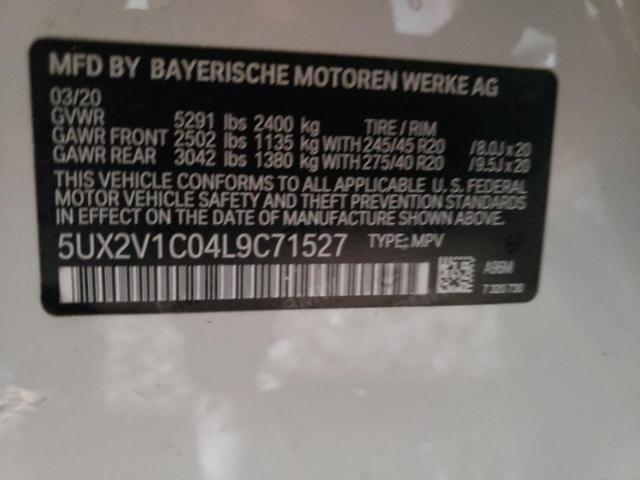 MFD BY BAYERISCHE MOTOREN WERKE AG
03/20
GVWR 5291 lbs 2400 kg TIRE / RIM
GAWR FRONT 2502 lbs 1135 kg WITH 245/45 R20 /8.0J x 20
GAWR REAR 3042 lbs 1380 kg WITH 275/40 R20 /9.5J x 20
THIS VEHICLE CONFORMS TO ALL APPLICABLE U. S. FEDERAL
MOTOR VEHICLE SAFETY AND THEFT PREVENTION STANDARDS
IN EFFECT ON THE DATE OF MANUFACTURE SHOWN ABOVE.
5UX2V1C04L9C71527 TYPE: MPV
A96M
7 320 730